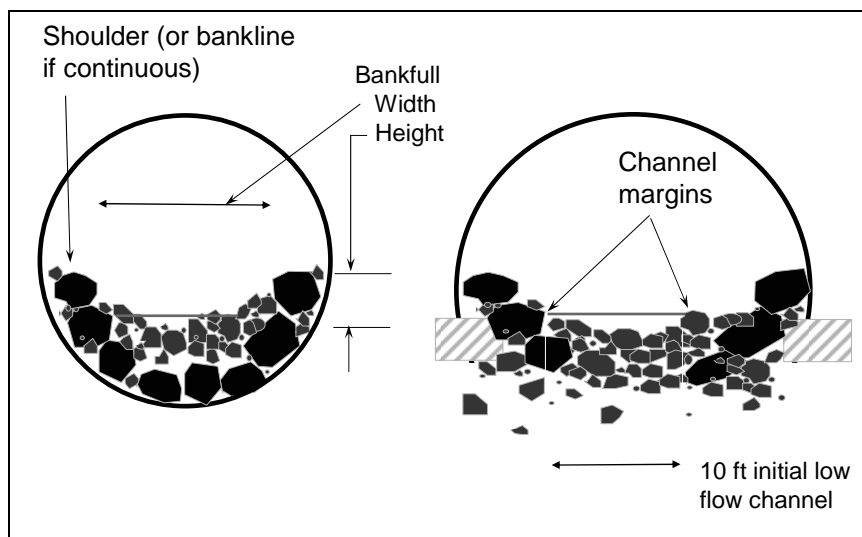 Shoulder (or bankline
if continuous)
Bankfull
Width
Height
Channel
margins
10 ft initial low
flow channel